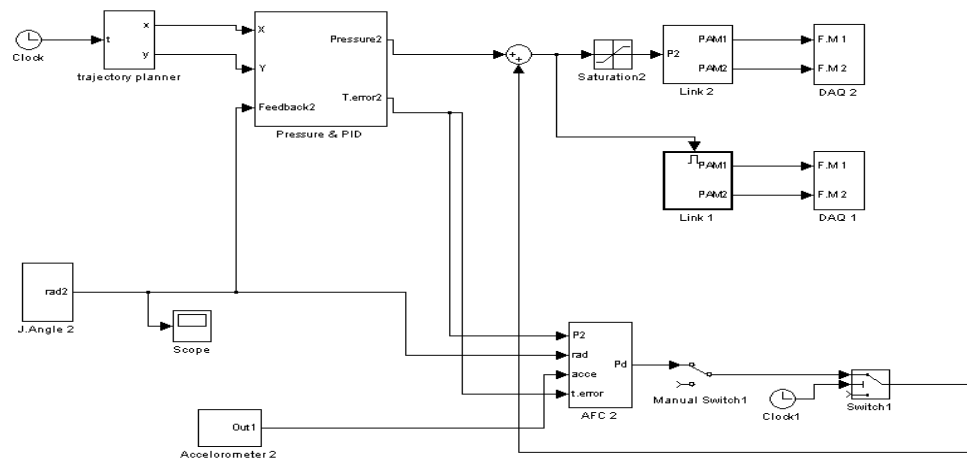 Clock
t
x
y
trajectory planner
X
Y
Feedback2
Pressure2
T.error2
Pressure & PID
+
+
Saturation2
P2
PAM1
PAM2
Link 2
F.M 1
F.M 2
DAQ 2
PAM1
PAM2
Link 1
F.M 1
F.M 2
DAQ 1
rad2
J.Angle 2
Scope
P2
rad
acce
t.error
Pd
AFC 2
Manual Switch1
Clock1
Switch1
Out1
Accelorometer 2